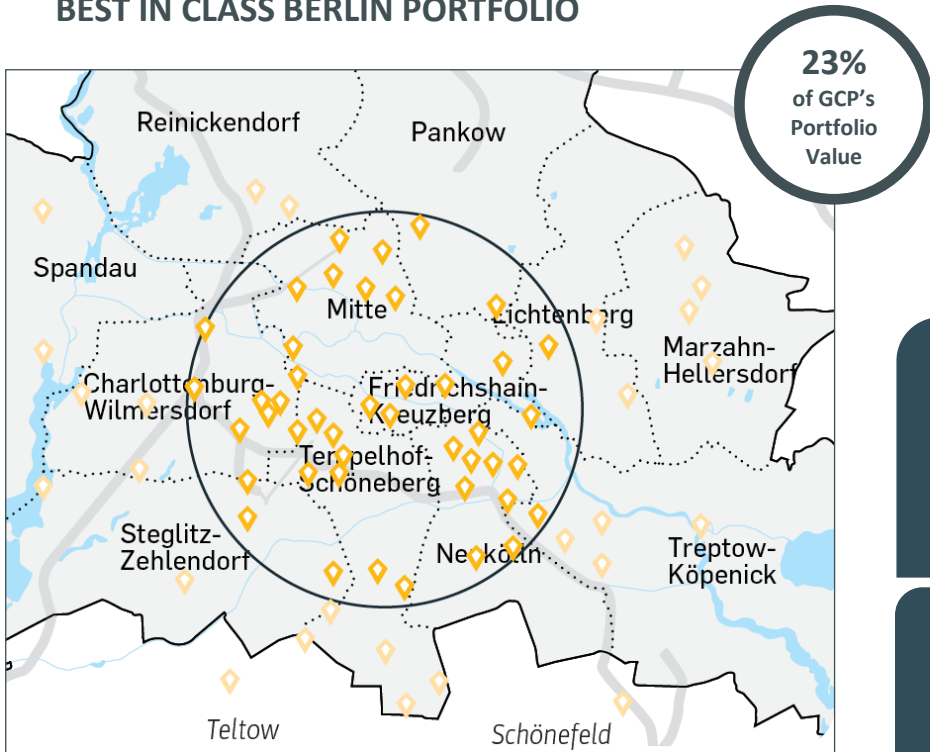 BEST IN CLASS BERLIN PORTFOLIO
23%
of GCP's
Portfolio
Value
Reinickendorf
Pankow
Spandau
Mitte
Lichtenberg
Marzahn-
Hellersdorf
Charlottenburg-
Wilmersdorf
Friedrichshain-
Kreuzberg
Tempelhof-
Schöneberg
Steglitz-
Zehlendorf
Neukölln
Treptow-
Köpenick
Teltow
Schönefeld